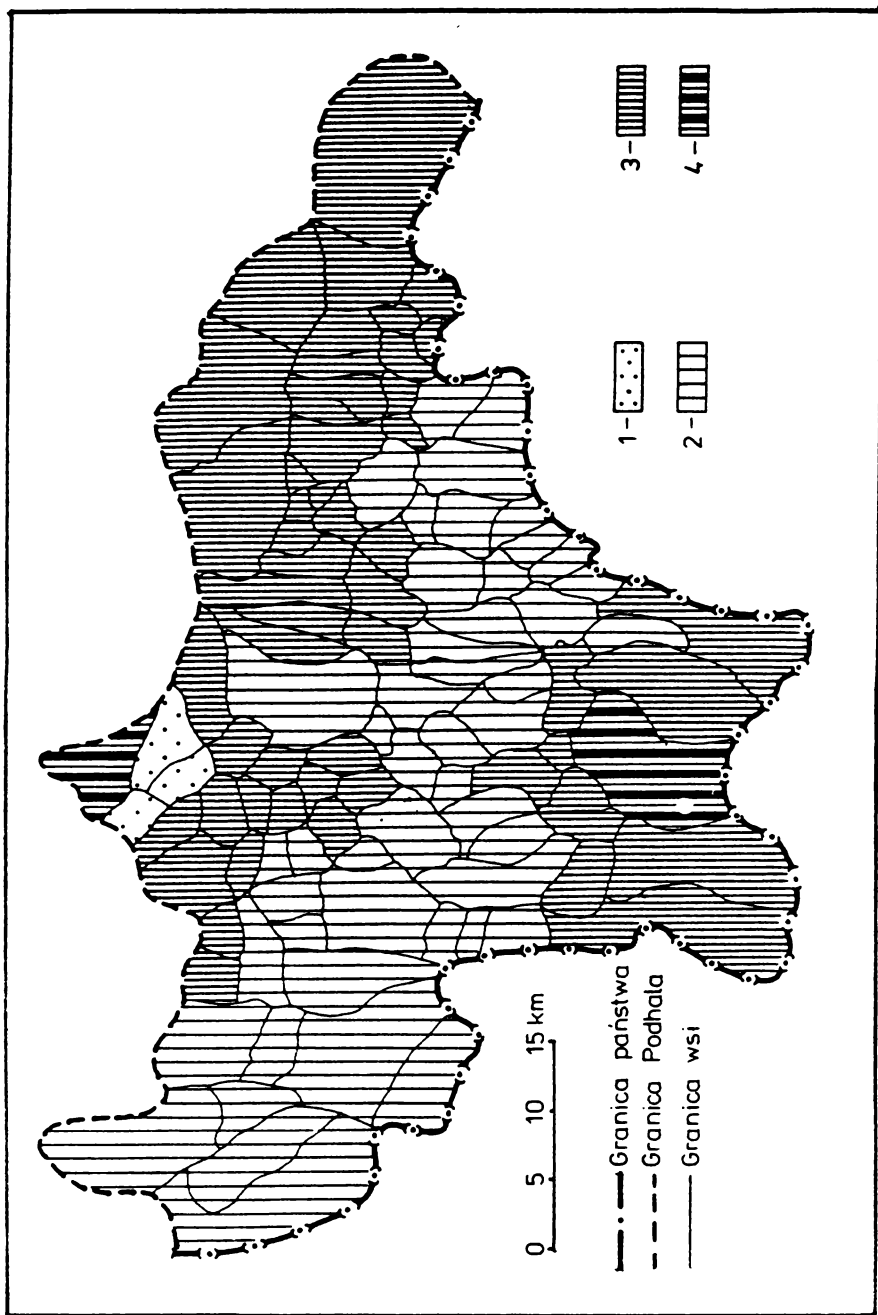 0 5 10 15 km
Granica państwa
Granica Podhala
Granica wsi
1-
2-
3-
4-